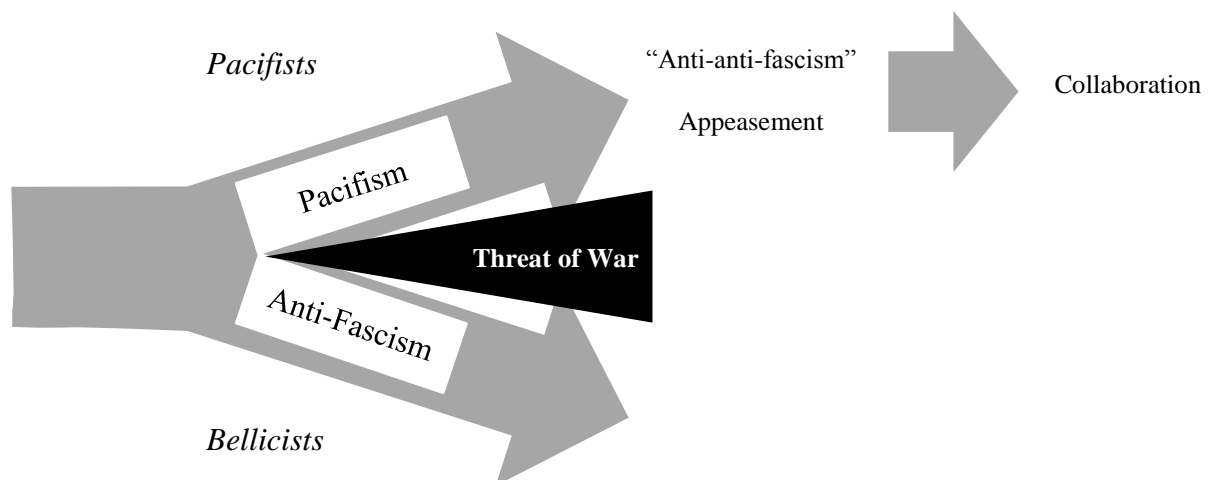 Pacifists
“Anti-anti-fascism”
Appeasement
Collaboration
Pacifism
Threat of War
Anti-Fascism
Bellicists